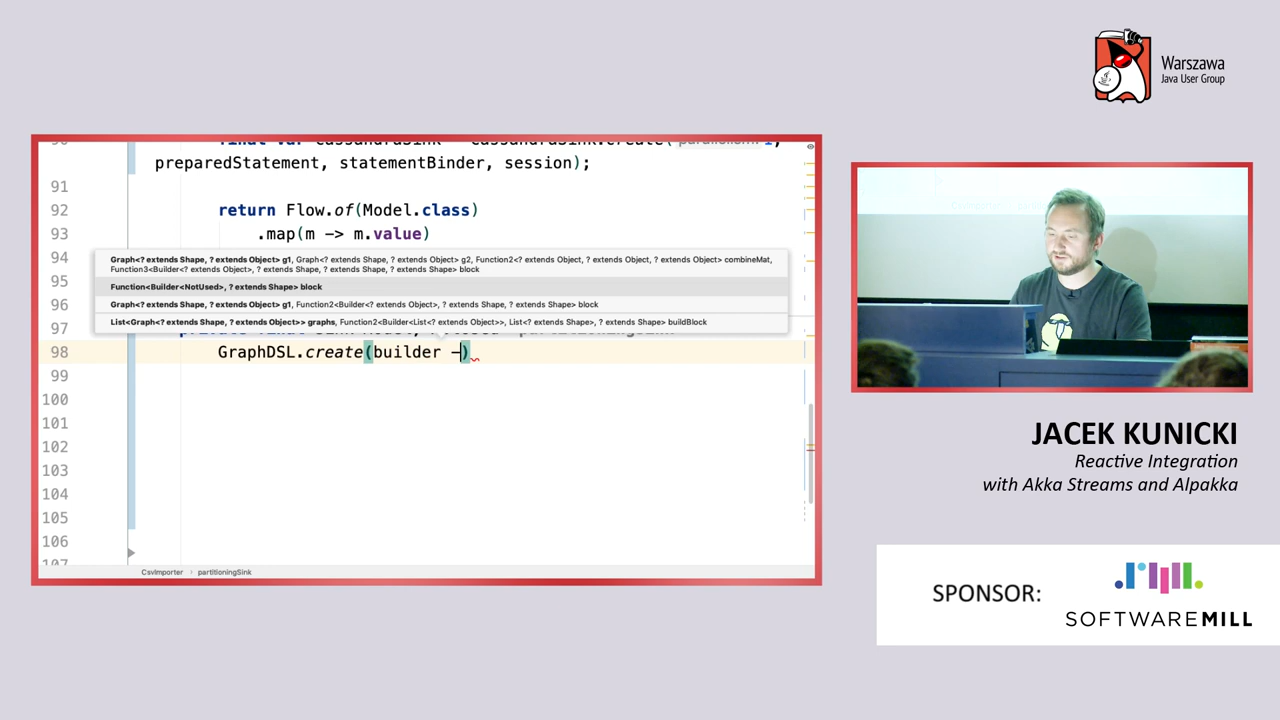 Warszawa
Java User Group
preparedStatement, statementBinder, session);
91
92 return Flow.of(Model.class)
93 .map(m -> m.value)
94
Graph<? extends Shape, ? extends Object> g1, Graph<? extends Shape, ? extends Object> g2, Function2<? extends Object, ? extends Object, ? extends Object> combineMat,
Function3<Builder<? extends Object>, ? extends Shape, ? extends Shape, ? extends Shape> block
95
Function<Builder<NotUsed>, ? extends Shape> block
96
Graph<? extends Shape, ? extends Object> g1, Function2<Builder<? extends Object>, ? extends Shape, ? extends Shape> block
List<Graph<? extends Shape, ? extends Object>> graphs, Function2<Builder<List<? extends Object>>, List<? extends Shape>, ? extends Shape> buildBlock
97
98 GraphDSL.create(builder -)
99
100
101
102
103
104
105
106
107
CsvImporter › partitioningSink
JACEK KUNICKI
Reactive Integration
with Akka Streams and Alpakka
SPONSOR:
SOFTWAREMILL